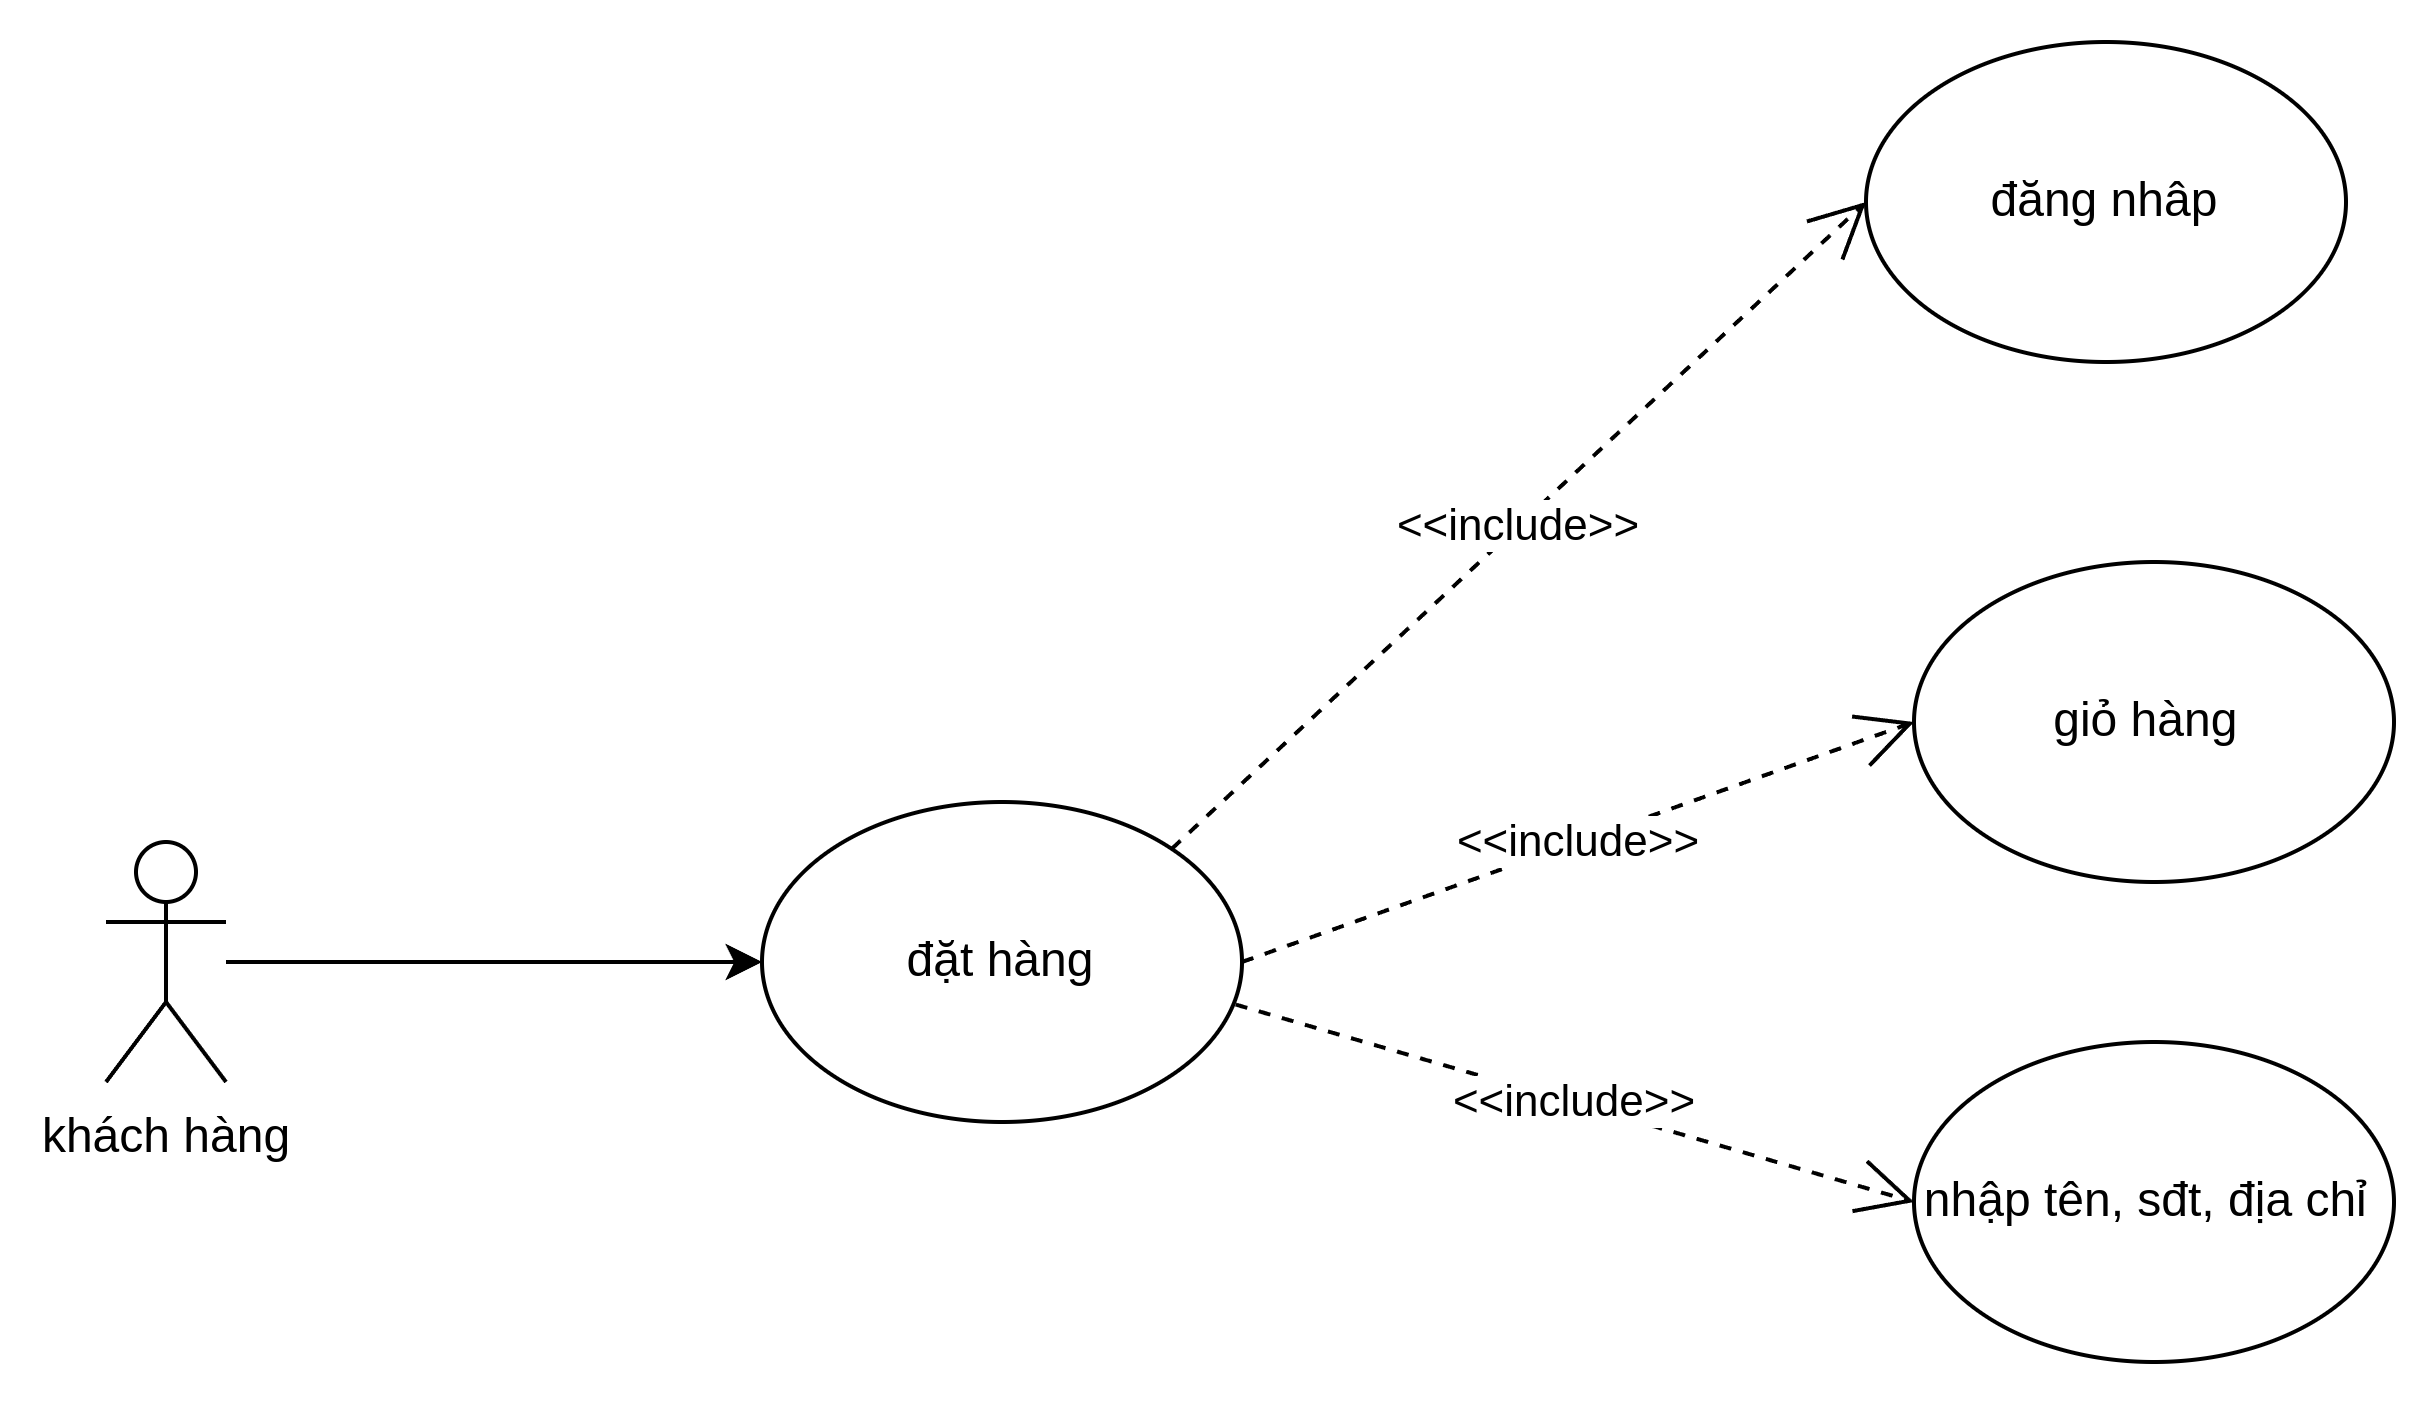 đăng nhâp
<<include>>
giỏ hàng
<<include>>
đặt hàng
<<include>>
khách hàng
nhập tên, sđt, địa chỉ